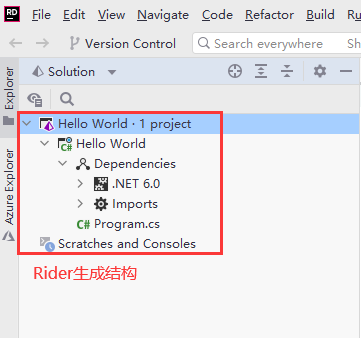 RD File Edit View Navigate Code Refactor Build
Version Control Search everywhere
Explorer
Solution
Hello World · 1 project
C# Hello World
Dependencies
.NET 6.0
Imports
C# Program.cs
Scratches and Consoles
Azure Explorer
Rider生成结构